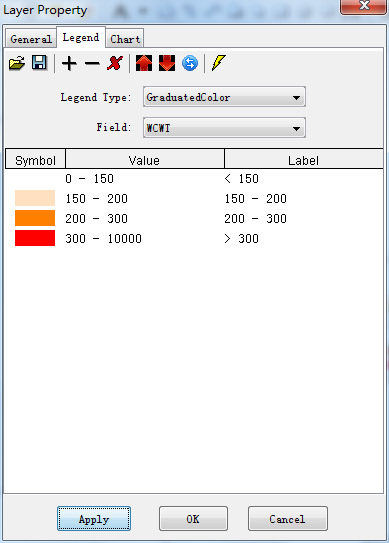 Layer Property
General Legend Chart
Legend Type: GraduatedColor
Field: WCWT
Symbol Value Label
0 - 150 < 150
150 - 200 150 - 200
200 - 300 200 - 300
300 - 10000 > 300
Apply OK Cancel